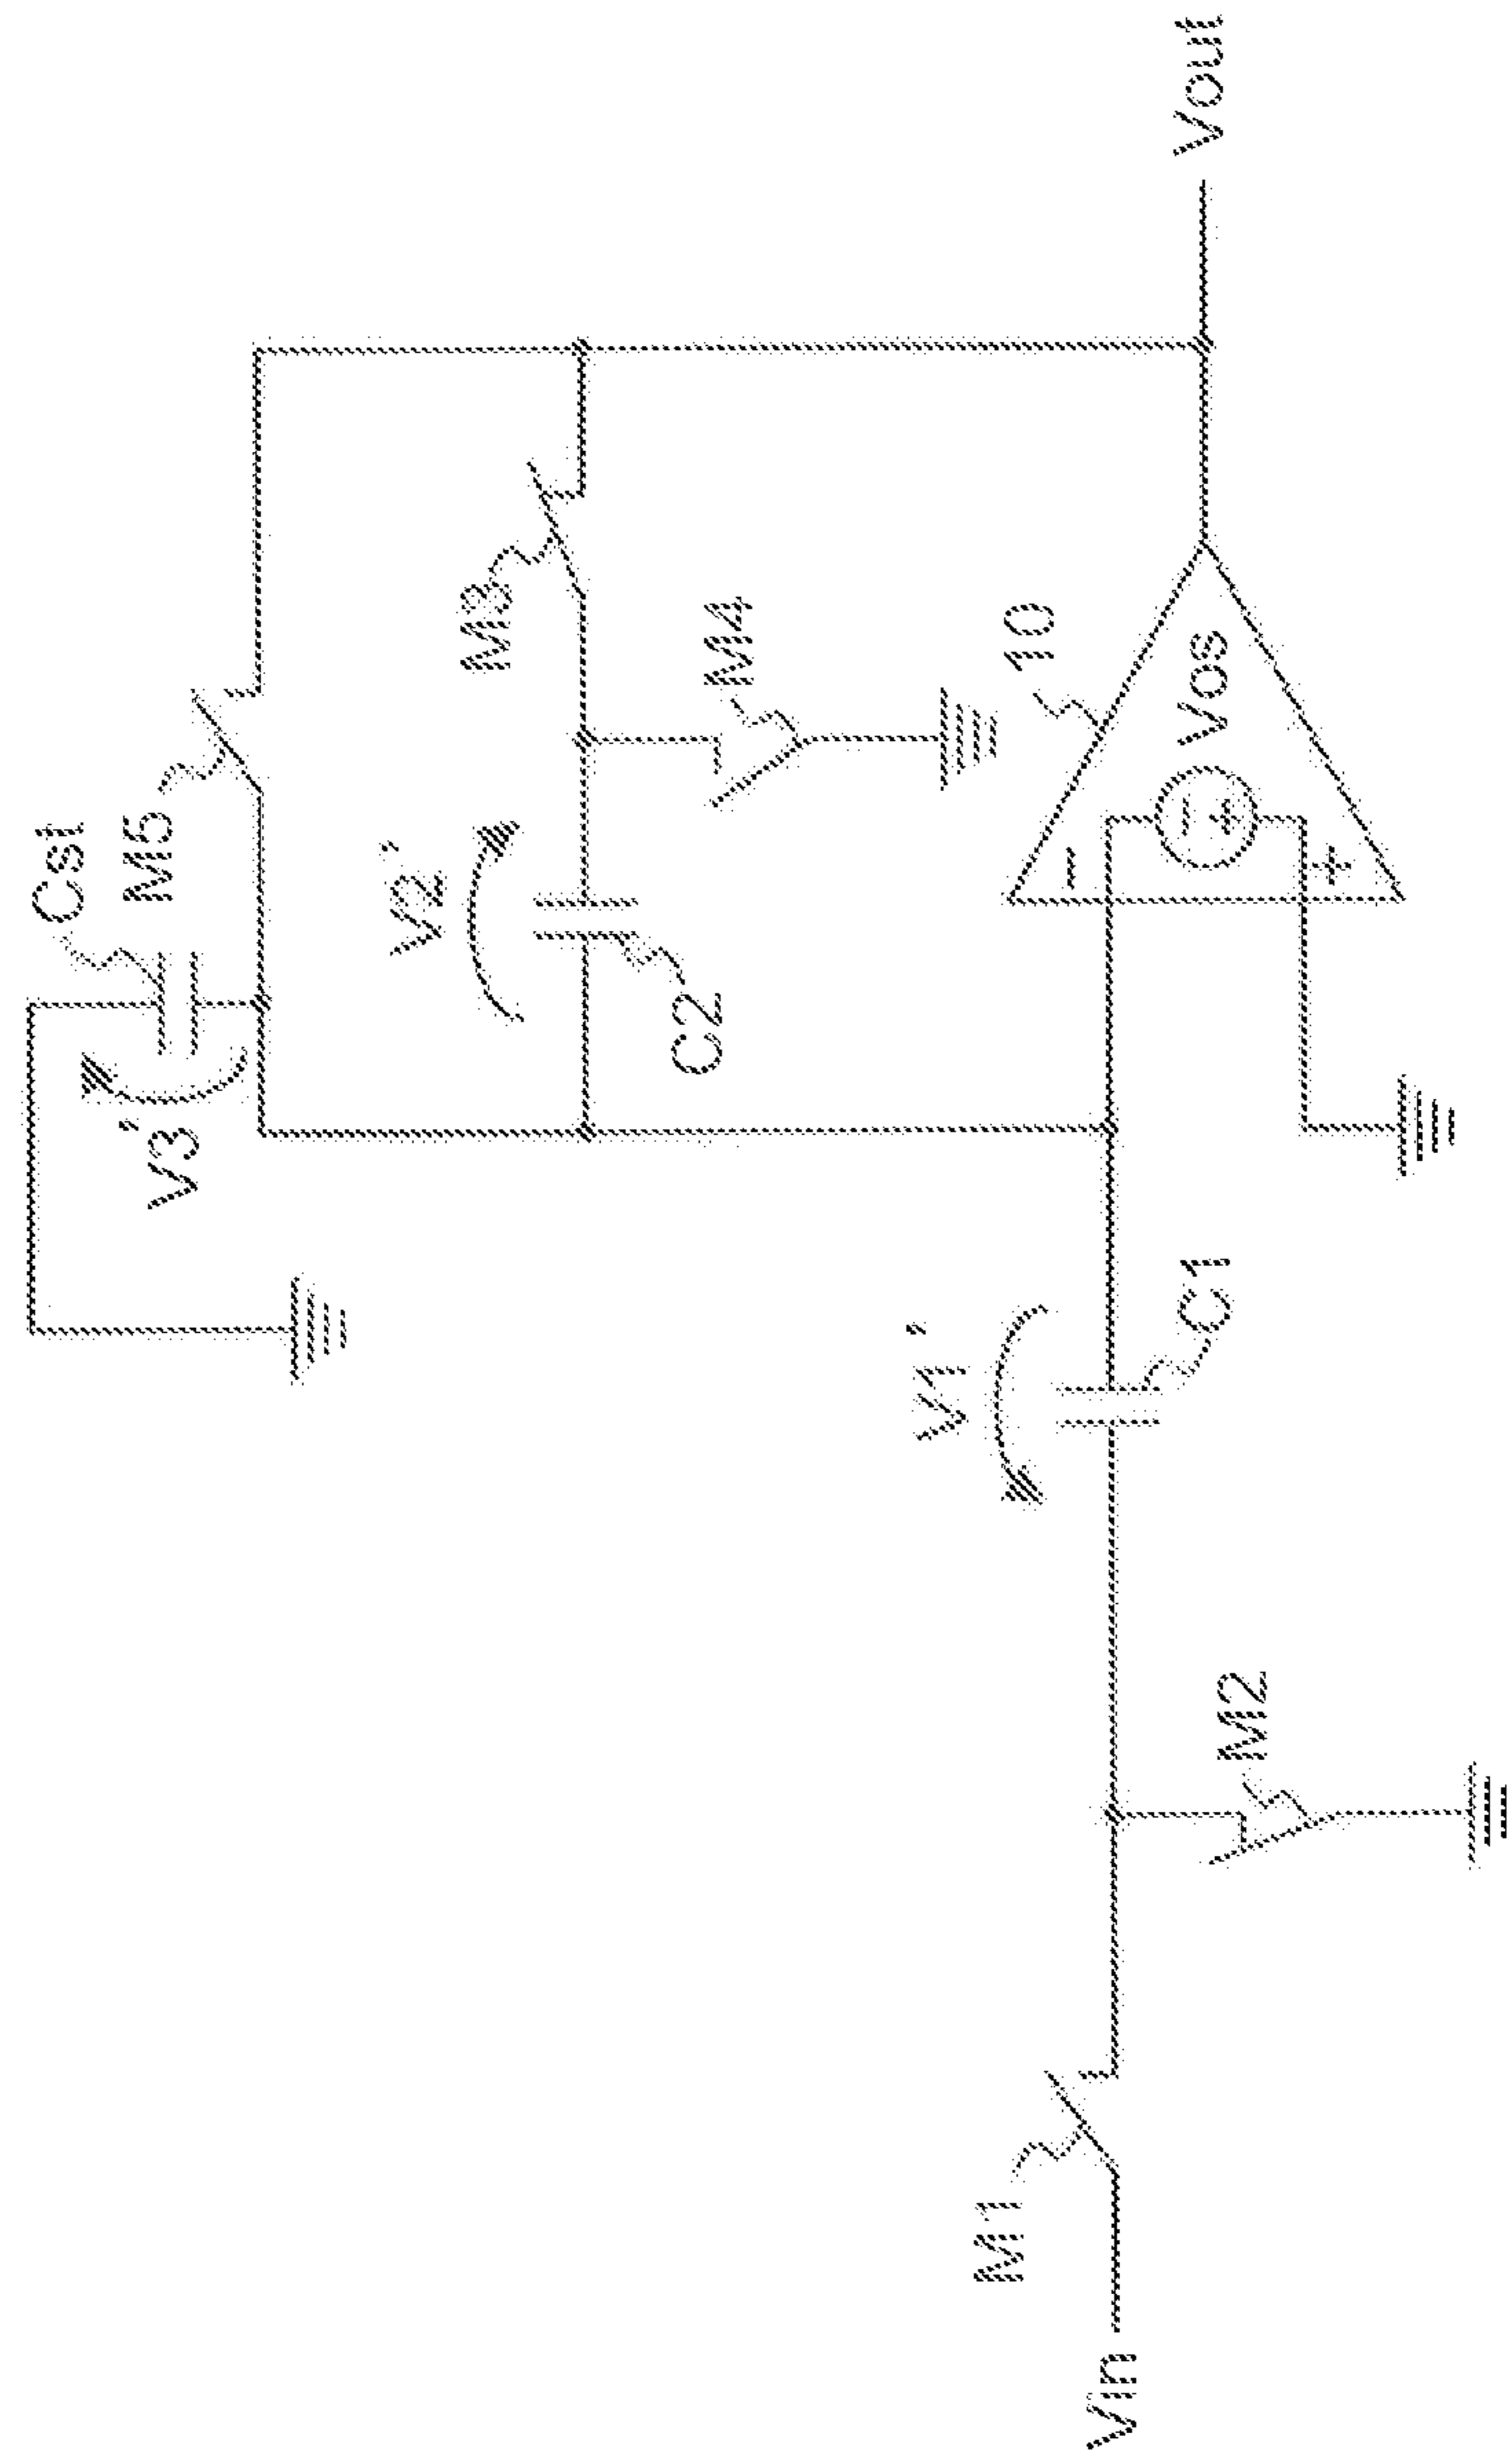 Cst
M5
V3'
V2'
C2
M3
M4
10
V1'
C1
−
− +
Vos
+
Vout
M1
M2
Vin